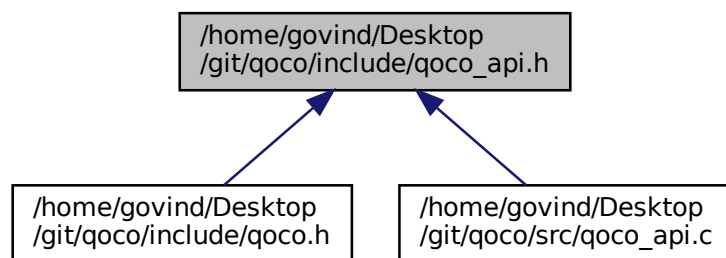 /home/govind/Desktop
/git/qoco/include/qoco_api.h
/home/govind/Desktop
/git/qoco/include/qoco.h
/home/govind/Desktop
/git/qoco/src/qoco_api.c